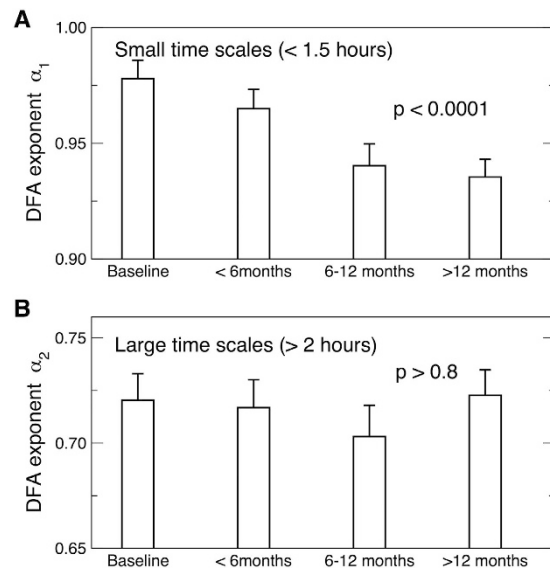 A
1.00
Small time scales (< 1.5 hours)
p < 0.0001
0.95
0.90
DFA exponent α1
Baseline
< 6months
6-12 months
>12 months
B
0.75
Large time scales (> 2 hours)
p > 0.8
0.70
0.65
DFA exponent α2
Baseline
< 6months
6-12 months
>12 months